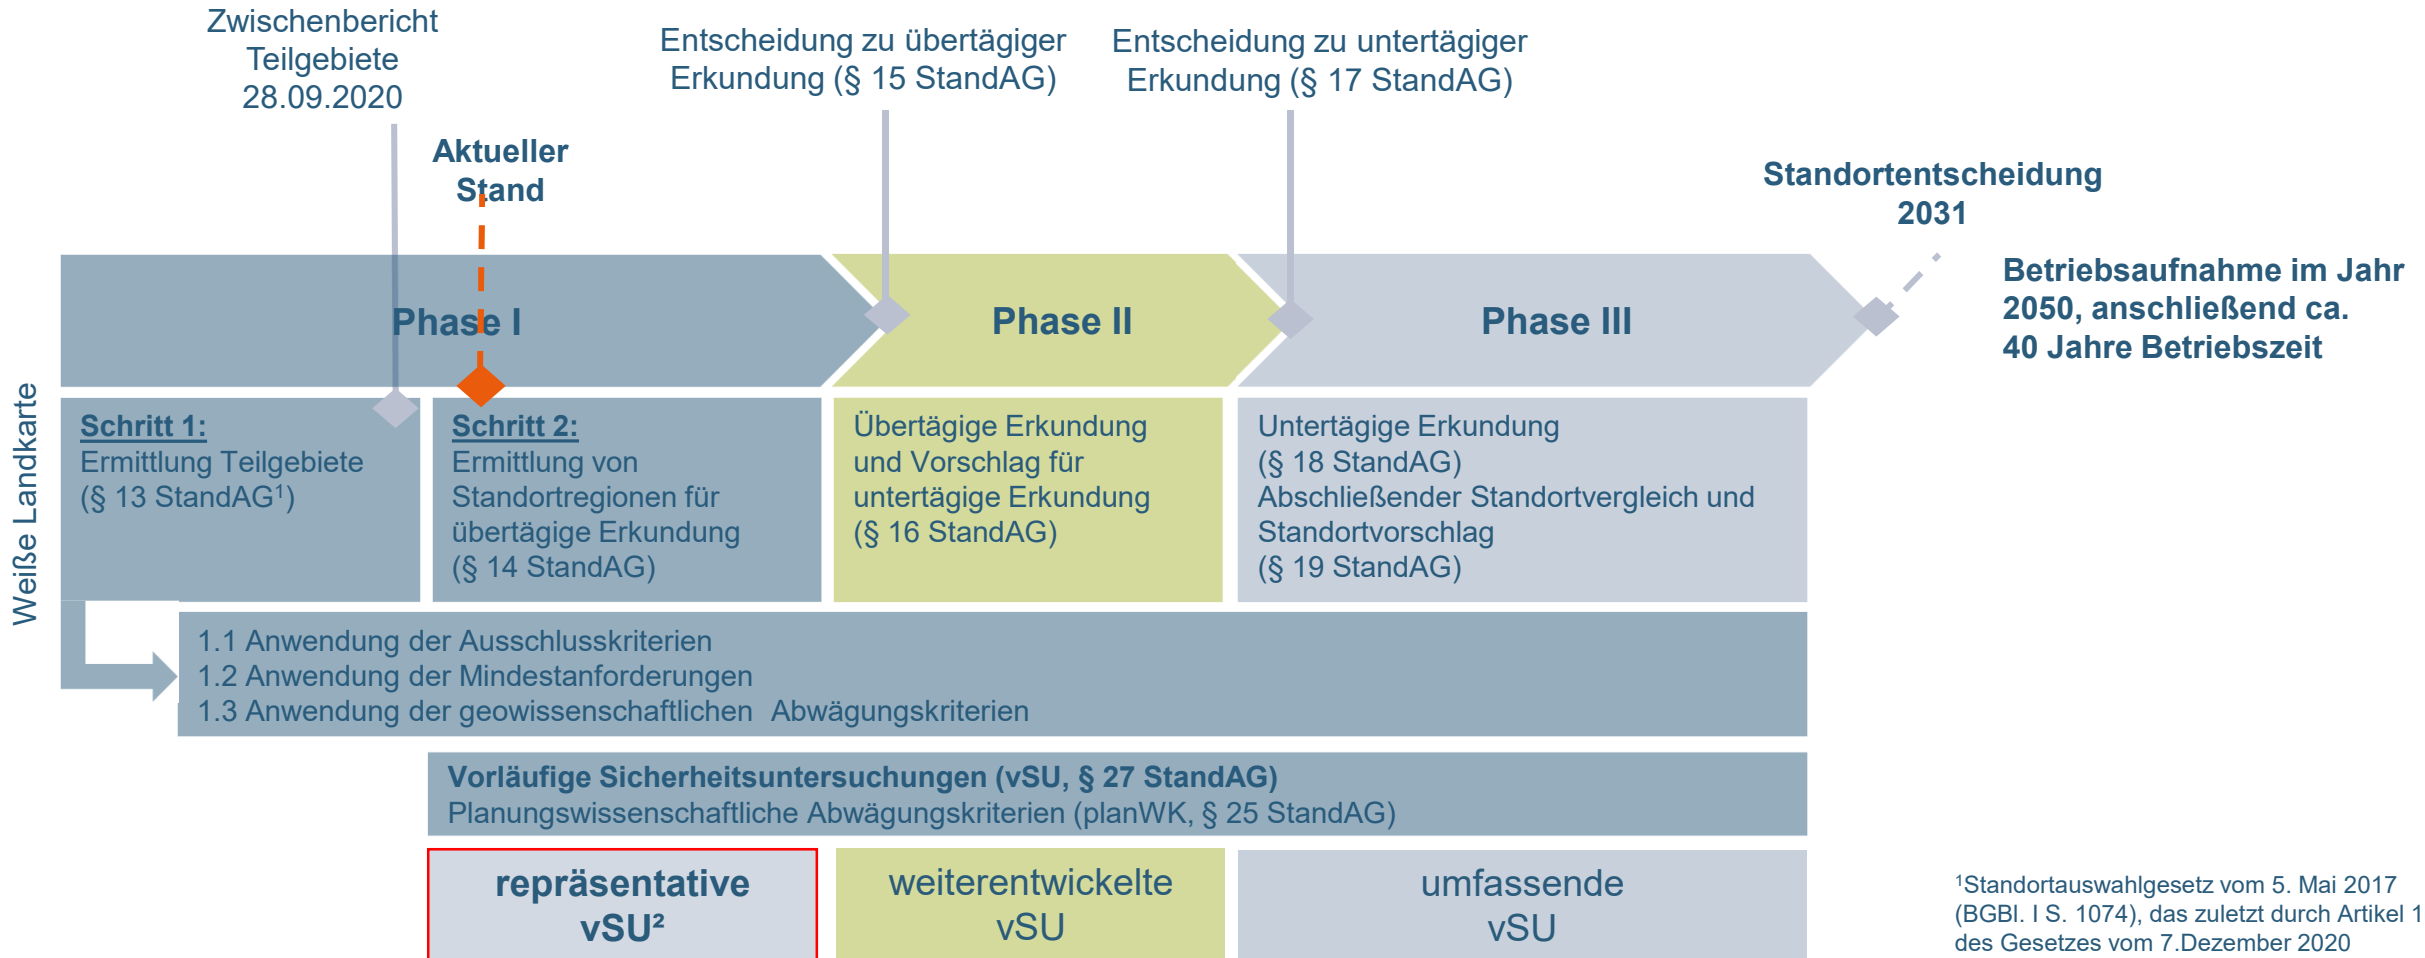 Zwischenbericht
Teilgebiete
28.09.2020
Entscheidung zu übertägiger
Erkundung (§ 15 StandAG)
Entscheidung zu untertägiger
Erkundung (§ 17 StandAG)
Aktueller
Stand
Standortentscheidung
2031
Betriebsaufnahme im Jahr
2050, anschließend ca.
40 Jahre Betriebszeit
Phase I
Phase II
Phase III
Weiße Landkarte
Schritt 1:
Ermittlung Teilgebiete
(§ 13 StandAG¹)
Schritt 2:
Ermittlung von
Standortregionen für
übertägige Erkundung
(§ 14 StandAG)
Übertägige Erkundung
und Vorschlag für
untertägige Erkundung
(§ 16 StandAG)
Untertägige Erkundung
(§ 18 StandAG)
Abschließender Standortvergleich und
Standortvorschlag
(§ 19 StandAG)
1.1 Anwendung der Ausschlusskriterien
1.2 Anwendung der Mindestanforderungen
1.3 Anwendung der geowissenschaftlichen Abwägungskriterien
Vorläufige Sicherheitsuntersuchungen (vSU, § 27 StandAG)
Planungswissenschaftliche Abwägungskriterien (planWK, § 25 StandAG)
repräsentative
vSU²
weiterentwickelte
vSU
umfassende
vSU
¹Standortauswahlgesetz vom 5. Mai 2017
(BGBl. I S. 1074), das zuletzt durch Artikel 1
des Gesetzes vom 7.Dezember 2020